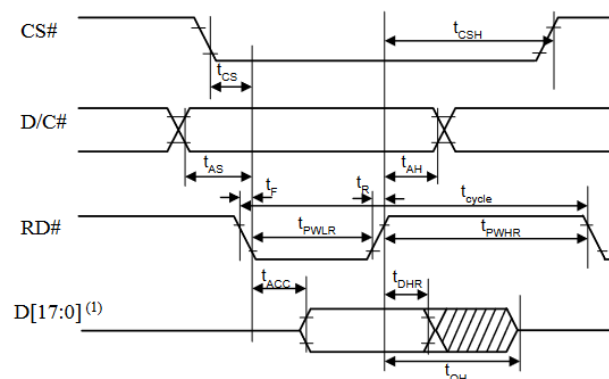 CS#
tCSH
tCS
D/C#
tAS
tAH
tF
tR
tcycle
RD#
tPWLR
tPWHR
tACC
tDHR
D[17:0] (1)
tOH